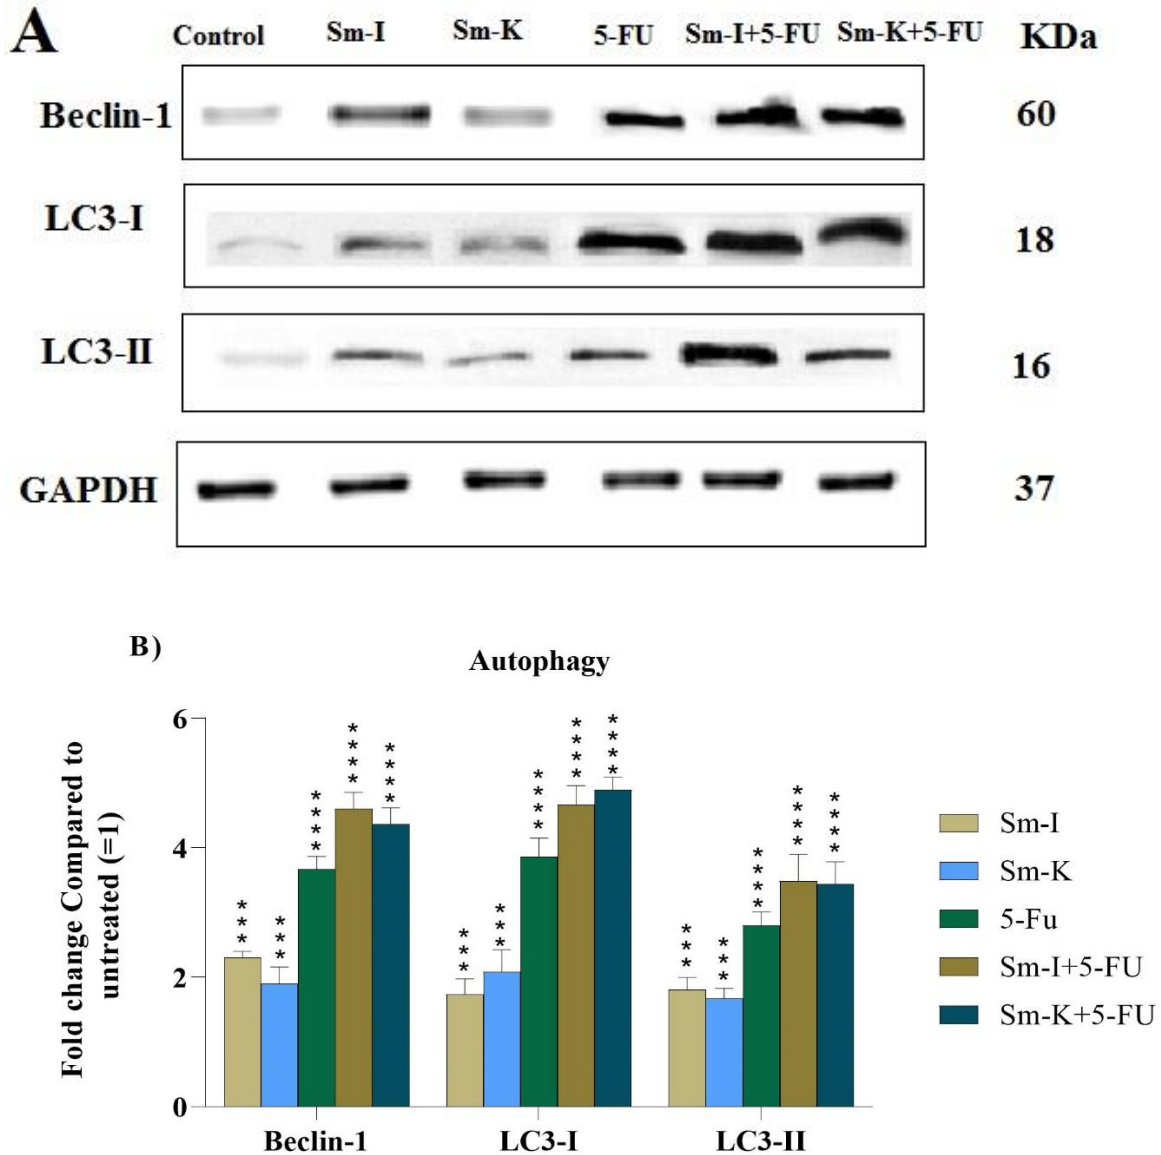 A
Control Sm-I Sm-K 5-FU Sm-I+5-FU Sm-K+5-FU KDa
Beclin-1 60
LC3-I 18
LC3-II 16
GAPDH 37
B)
Autophagy
Fold change Compared to
untreated (=1)
6
4
2
0
*** *** **** **** ****
*** *** **** **** ****
*** *** **** **** ****
Beclin-1 LC3-I LC3-II
Sm-I
Sm-K
5-Fu
Sm-I+5-FU
Sm-K+5-FU